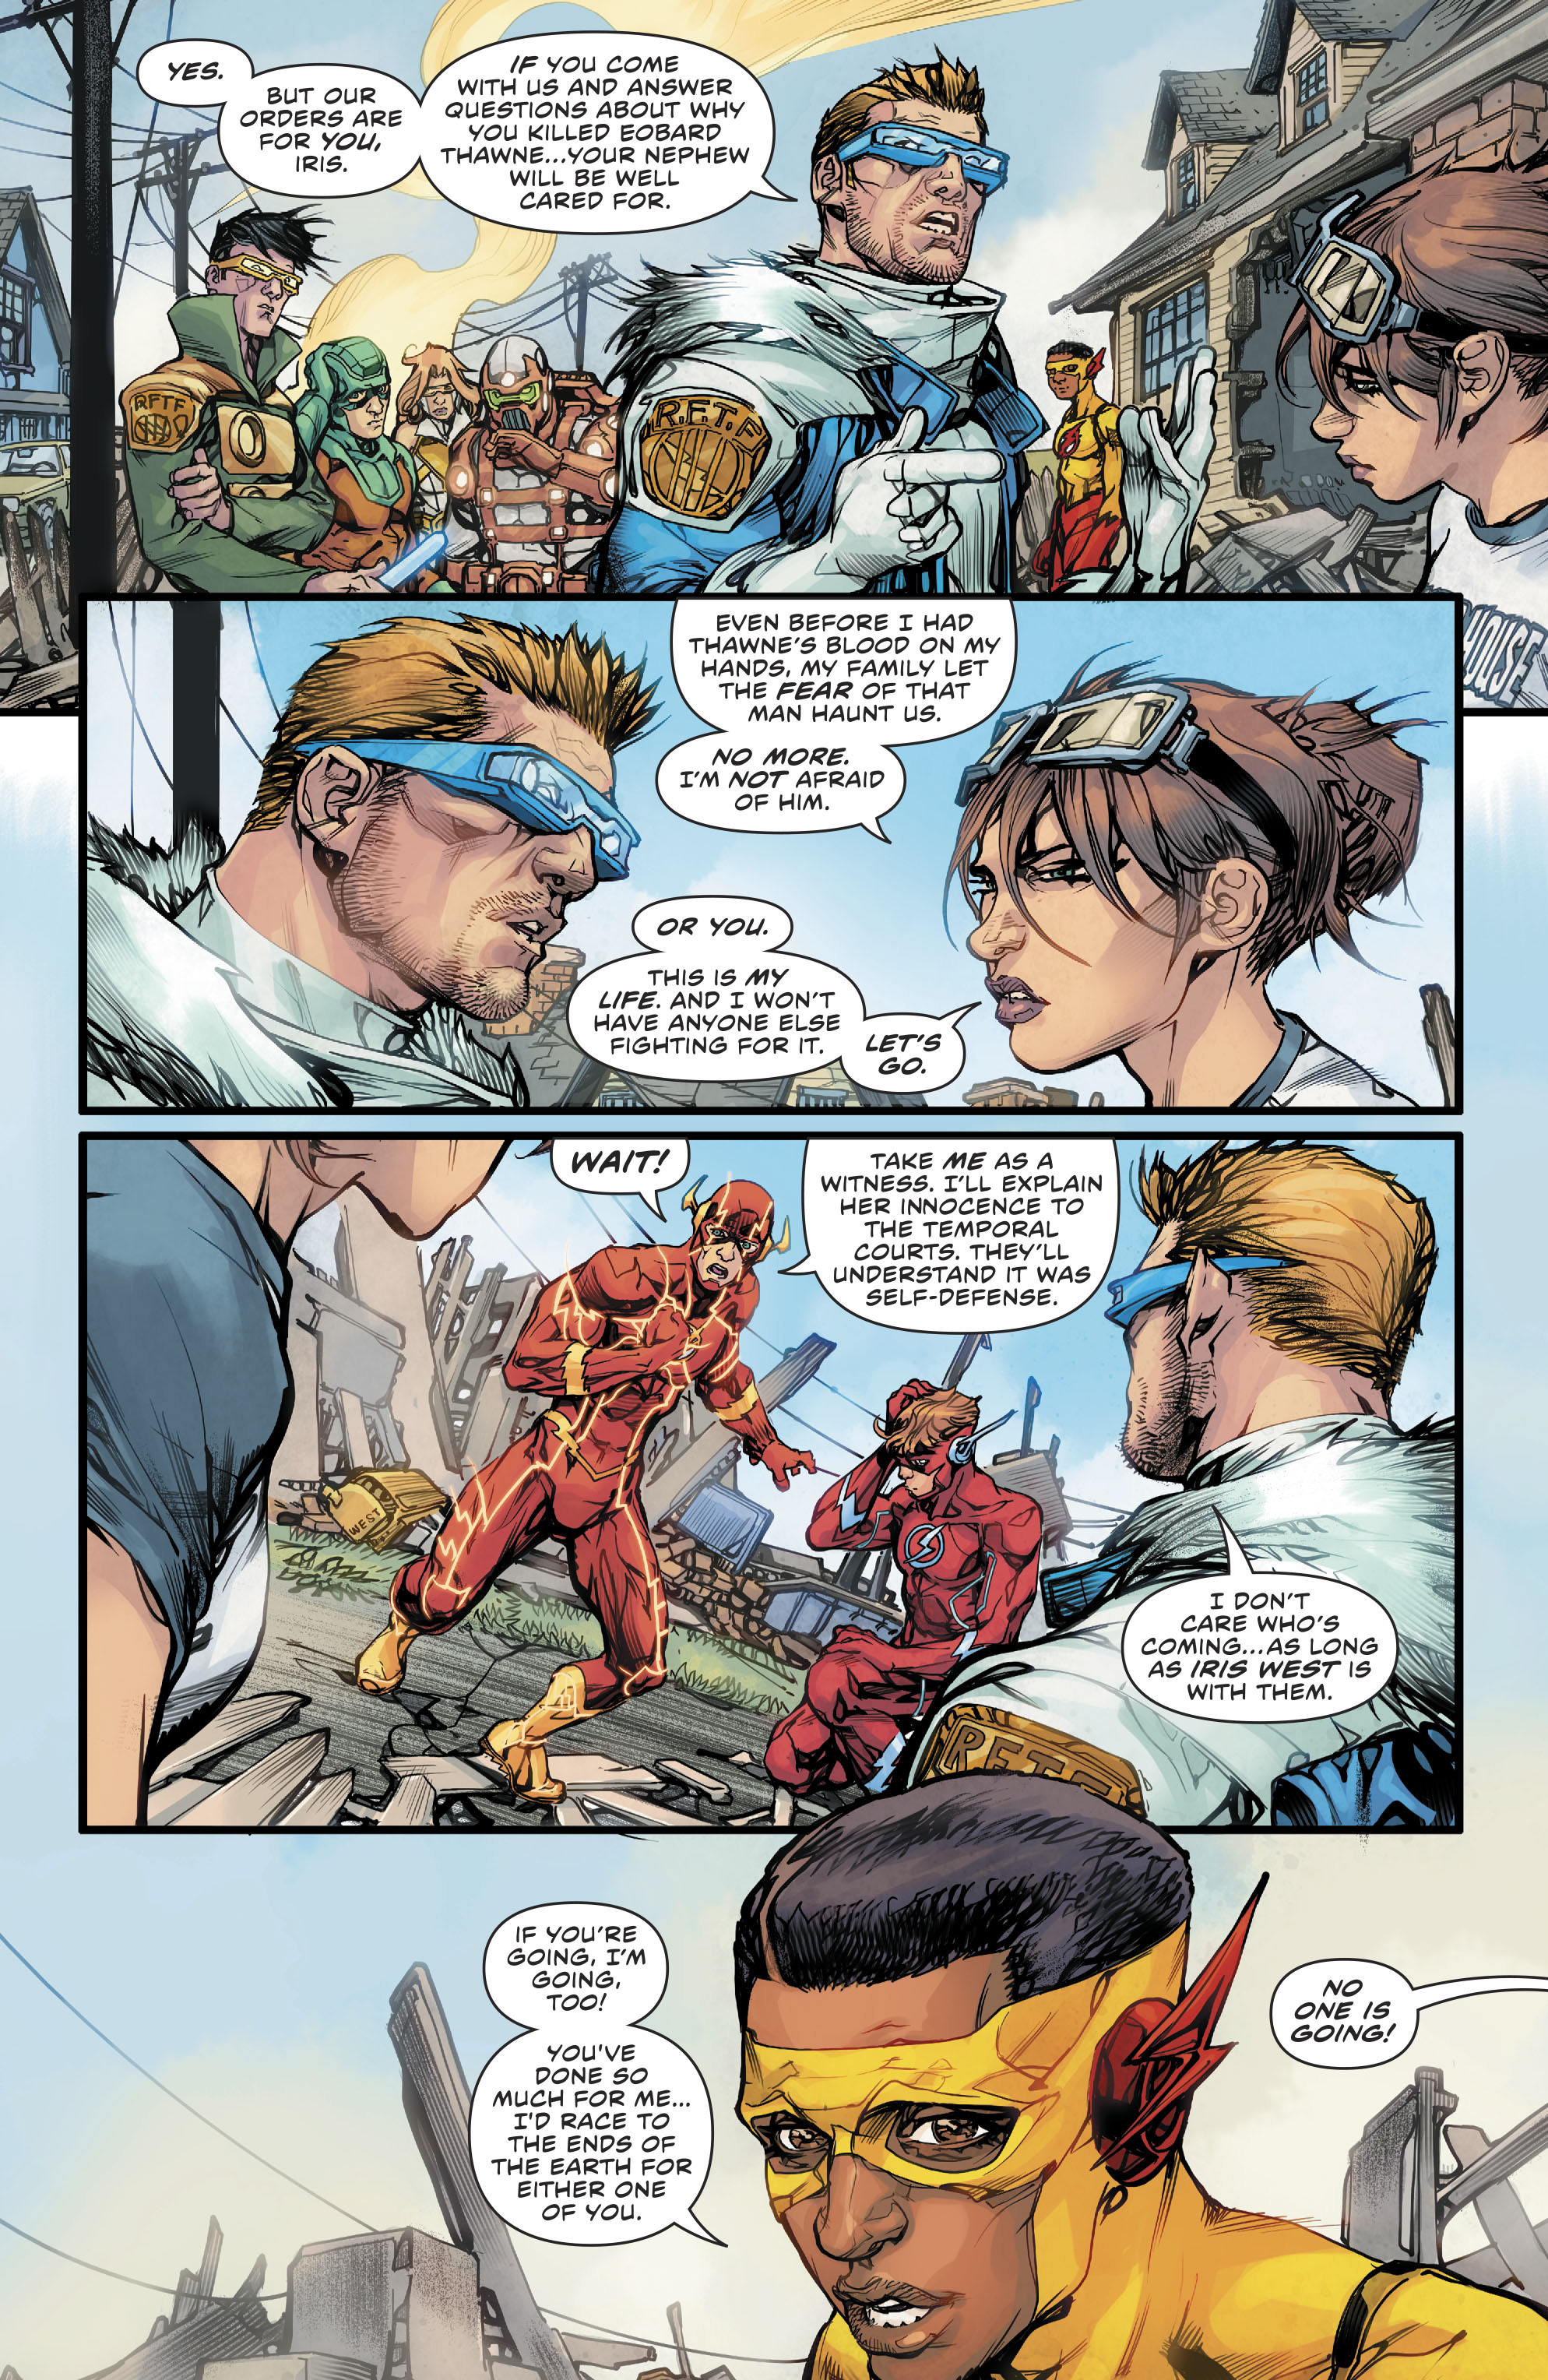 YES.
BUT OUR
ORDERS ARE
FOR YOU,
IRIS.
IF YOU COME
WITH US AND ANSWER
QUESTIONS ABOUT WHY
YOU KILLED EOBARD
THAWNE...YOUR NEPHEW
WILL BE WELL
CARED FOR.
RFTF
R.F.T.F
EVEN BEFORE I HAD
THAWNE'S BLOOD ON MY
HANDS, MY FAMILY LET
THE FEAR OF THAT
MAN HAUNT US.
NO MORE.
I'M NOT AFRAID
OF HIM.
OR YOU.
THIS IS MY
LIFE. AND I WON'T
HAVE ANYONE ELSE
FIGHTING FOR IT.
LET'S
GO.
WAIT!
TAKE ME AS A
WITNESS. I'LL EXPLAIN
HER INNOCENCE TO
THE TEMPORAL
COURTS. THEY'LL
UNDERSTAND IT WAS
SELF-DEFENSE.
WEST
I DON'T
CARE WHO'S
COMING...AS LONG
AS IRIS WEST IS
WITH THEM.
R.F.T.F
IF YOU'RE
GOING, I'M
GOING,
TOO!
YOU'VE
DONE SO
MUCH FOR ME...
I'D RACE TO
THE ENDS OF
THE EARTH FOR
EITHER ONE
OF YOU.
NO
ONE IS
GOING!